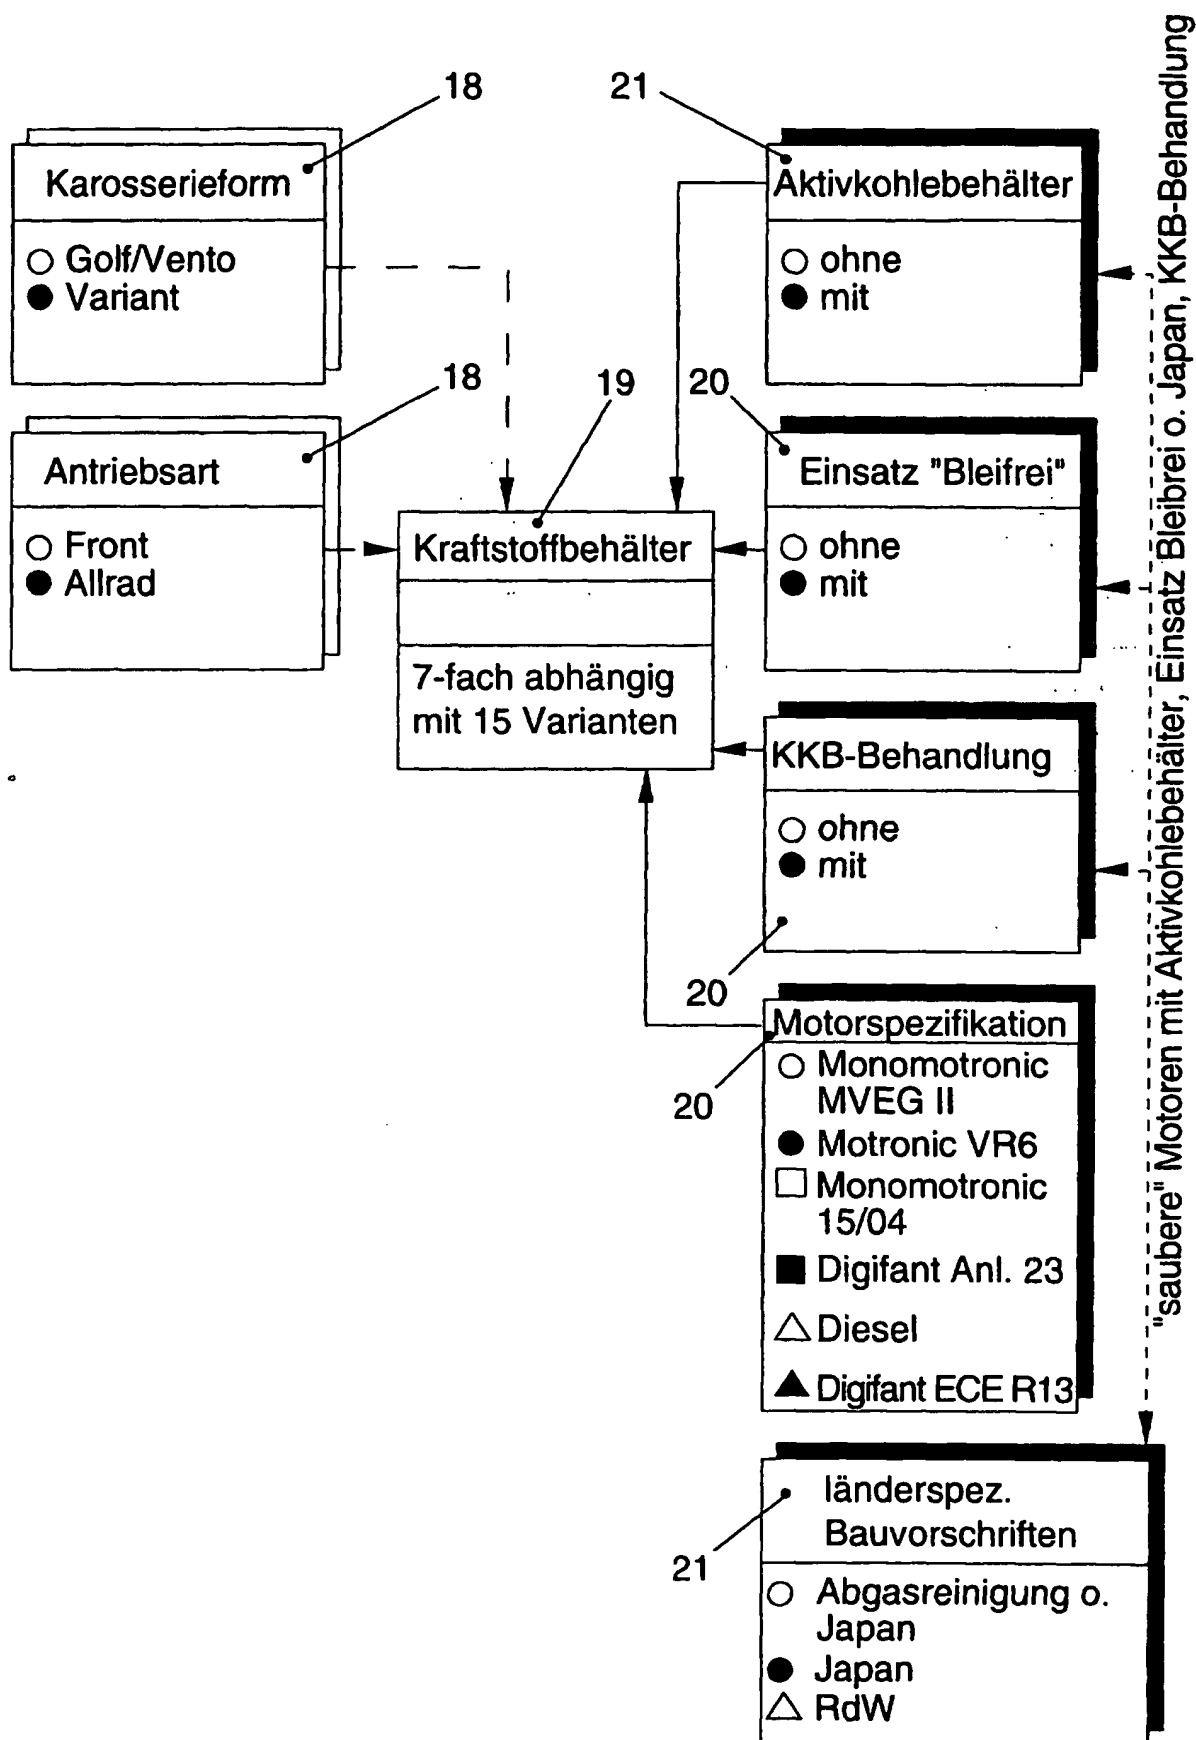 18
21
Karosserieform
Golf/Vento
Variant
Aktivkohlebehälter
ohne
mit
18
19
20
Antriebsart
Front
Allrad
Kraftstoffbehälter
7-fach abhängig
mit 15 Varianten
Einsatz "Bleifrei"
ohne
mit
KKB-Behandlung
ohne
mit
20
Motorspezifikation
Monomotronic
MVEG II
Motronic VR6
Monomotronic
15/04
Digifant Anl. 23
Diesel
Digifant ECE R13
20
länderspez.
Bauvorschriften
21
Abgasreinigung o.
Japan
Japan
RdW
"saubere" Motoren mit Aktivkohlebehälter, Einsatz Bleibrei o. Japan, KKB-Behandlung